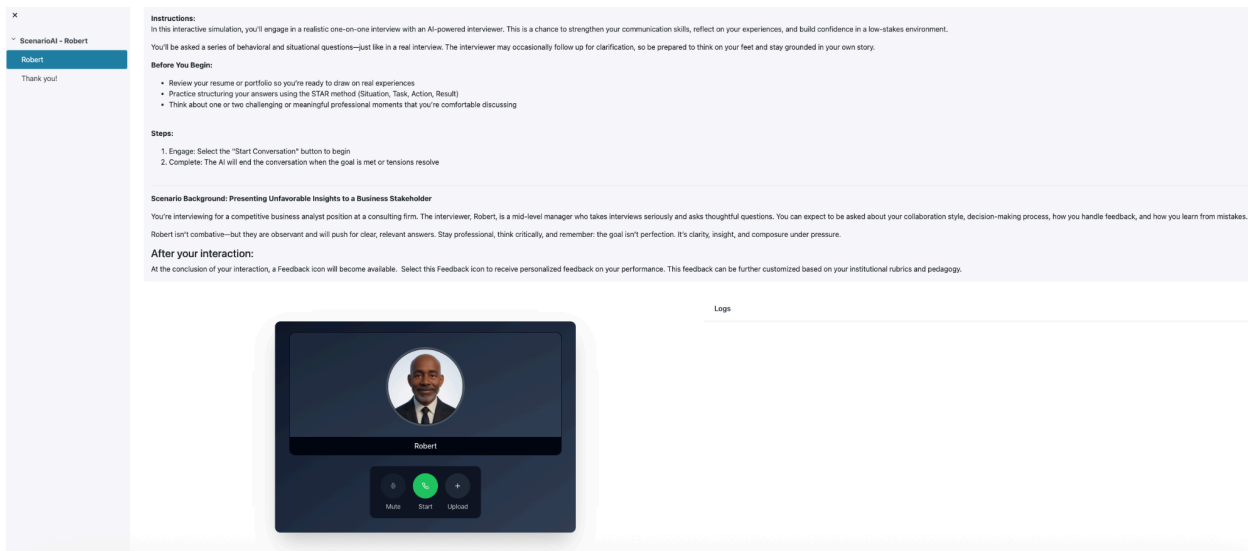 ×
ScenarioAI - Robert
Robert
Thank you!
Instructions:
In this interactive simulation, you'll engage in a realistic one-on-one interview with an AI-powered interviewer. This is a chance to strengthen your communication skills, reflect on your experiences, and build confidence in a low-stakes environment.
You'll be asked a series of behavioral and situational questions—just like in a real interview. The interviewer may occasionally follow up for clarification, so be prepared to think on your feet and stay grounded in your own story.
Before You Begin:
• Review your resume or portfolio so you're ready to draw on real experiences
• Practice structuring your answers using the STAR method (Situation, Task, Action, Result)
• Think about one or two challenging or meaningful professional moments that you're comfortable discussing
Steps:
1. Engage: Select the "Start Conversation" button to begin
2. Complete: The AI will end the conversation when the goal is met or tensions resolve
Scenario Background: Presenting Unfavorable Insights to a Business Stakeholder
You're interviewing for a competitive business analyst position at a consulting firm. The interviewer, Robert, is a mid-level manager who takes interviews seriously and asks thoughtful questions. You can expect to be asked about your collaboration style, decision-making process, how you handle feedback, and how you learn from mistakes.
Robert isn't combative—but they are observant and will push for clear, relevant answers. Stay professional, think critically, and remember: the goal isn't perfection. It's clarity, insight, and composure under pressure.
After your interaction:
At the conclusion of your interaction, a Feedback icon will become available. Select this Feedback icon to receive personalized feedback on your performance. This feedback can be further customized based on your institutional rubrics and pedagogy.
Logs
Robert
Mute Start Upload